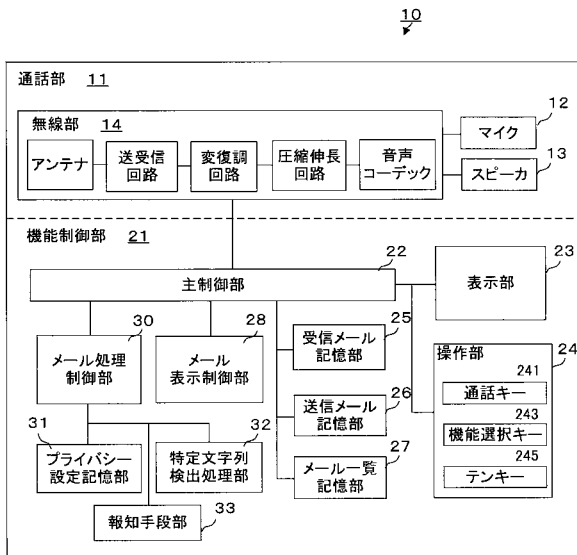 10
通話部 11
無線部 14
アンテナ
送受信
回路
変復調
回路
圧縮伸長
回路
音声
コーデック
12
マイク
13
スピーカ
機能制御部 21
22
主制御部
23
表示部
30
メール処理
制御部
28
メール
表示制御部
25
受信メール
記憶部
26
送信メール
記憶部
27
メール一覧
記憶部
操作部
24
241
通話キー
243
機能選択キー
245
テンキー
31
プライバシー
設定記憶部
32
特定文字列
検出処理部
報知手段部
33